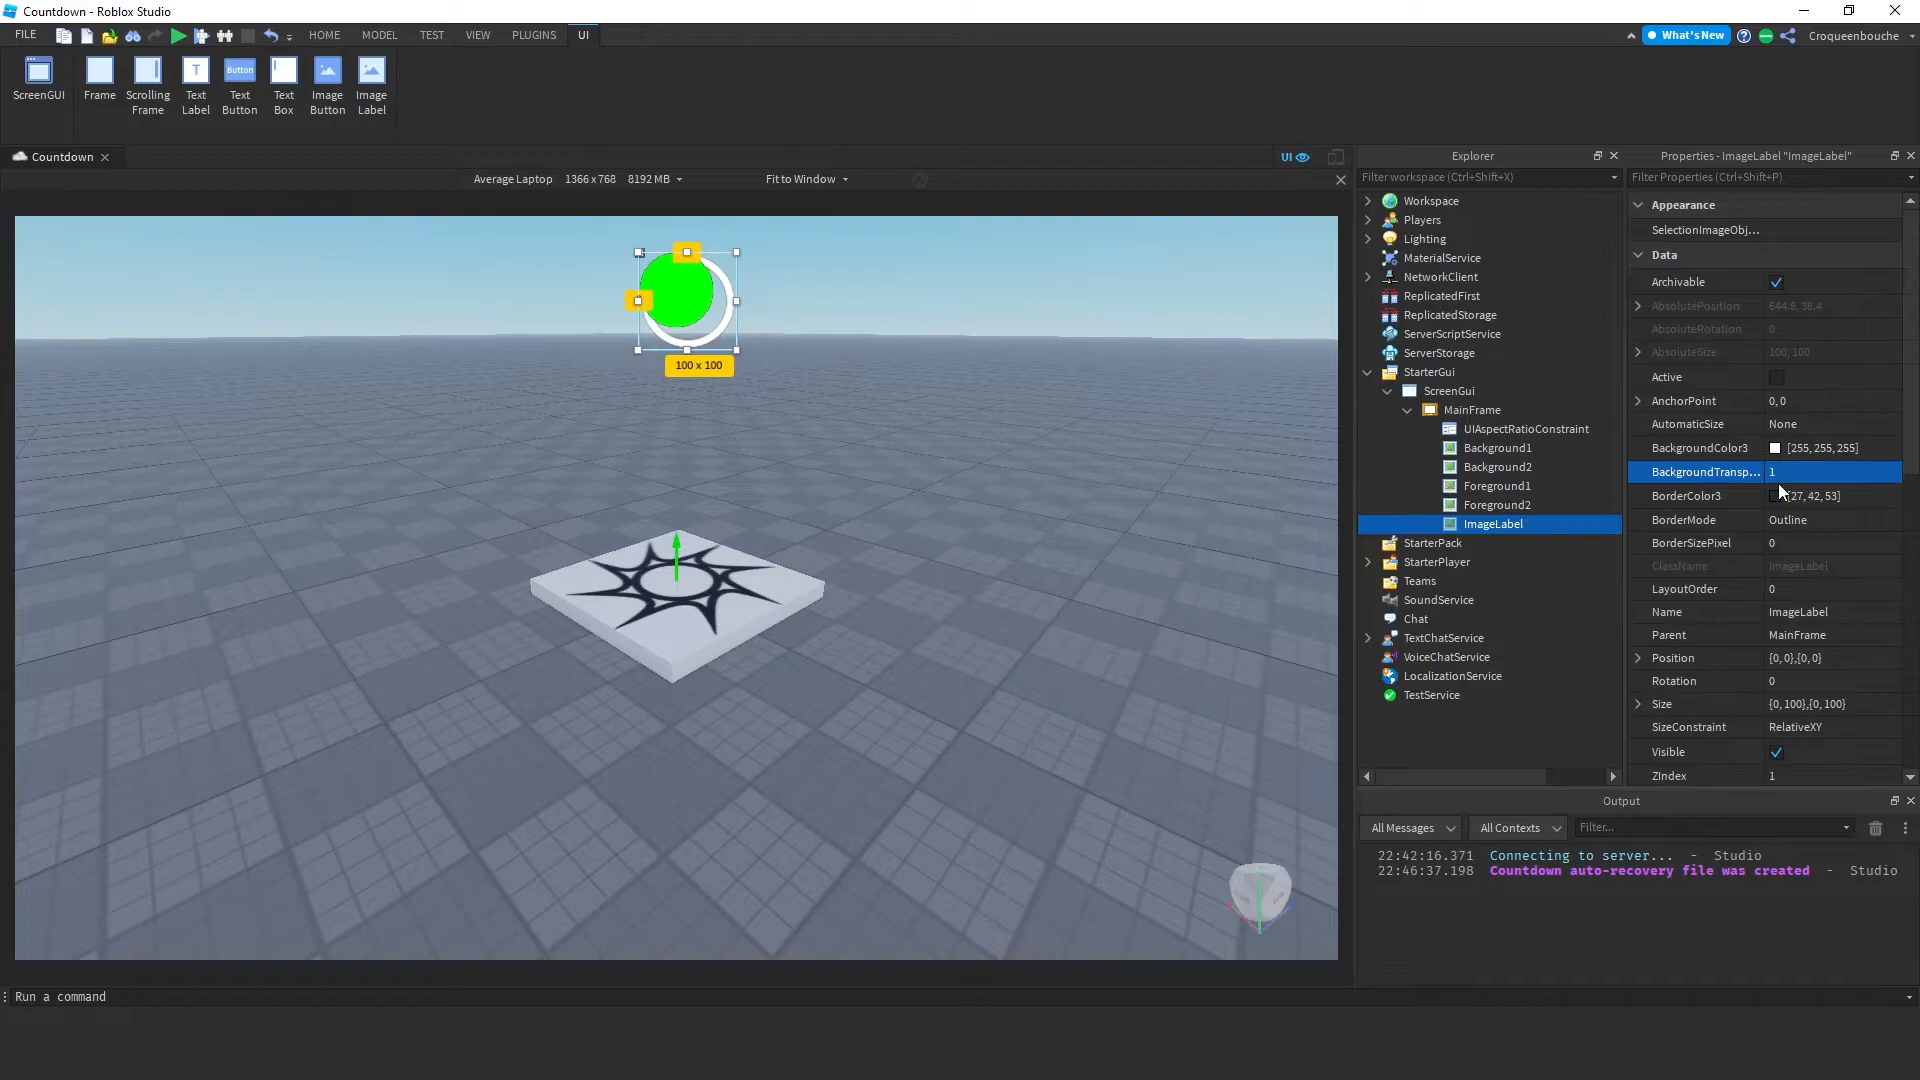 Countdown - Roblox Studio
FILE
HOME
MODEL
TEST
VIEW
PLUGINS
UI
What's New
Croqueenbouche
ScreenGUI
Frame
Scrolling Frame
Text Label
Button
Text Button
Text Box
Image Button
Image Label
Countdown
UI
Average Laptop 1366 x 768 8192 MB
Fit to Window
100 x 100
Explorer
Filter workspace (Ctrl+Shift+X)
Workspace
Players
Lighting
MaterialService
NetworkClient
ReplicatedFirst
ReplicatedStorage
ServerScriptService
ServerStorage
StarterGui
ScreenGui
MainFrame
UIAspectRatioConstraint
Background1
Background2
Foreground1
Foreground2
ImageLabel
StarterPack
StarterPlayer
Teams
SoundService
Chat
TextChatService
VoiceChatService
LocalizationService
TestService
Properties - ImageLabel "ImageLabel"
Filter Properties (Ctrl+Shift+P)
Appearance
SelectionImageObj...
Data
Archivable
AbsolutePosition 644.6, 38.4
AbsoluteRotation 0
AbsoluteSize 100, 100
Active
AnchorPoint 0, 0
AutomaticSize None
BackgroundColor3 [255, 255, 255]
BackgroundTransp... 1
BorderColor3 [27, 42, 53]
BorderMode Outline
BorderSizePixel 0
ClassName ImageLabel
LayoutOrder 0
Name ImageLabel
Parent MainFrame
Position {0, 0},{0, 0}
Rotation 0
Size {0, 100},{0, 100}
SizeConstraint RelativeXY
Visible
ZIndex 1
Output
All Messages
All Contexts
Filter...
22:42:16.371 Connecting to server... - Studio
22:46:37.198 Countdown auto-recovery file was created - Studio
Run a command